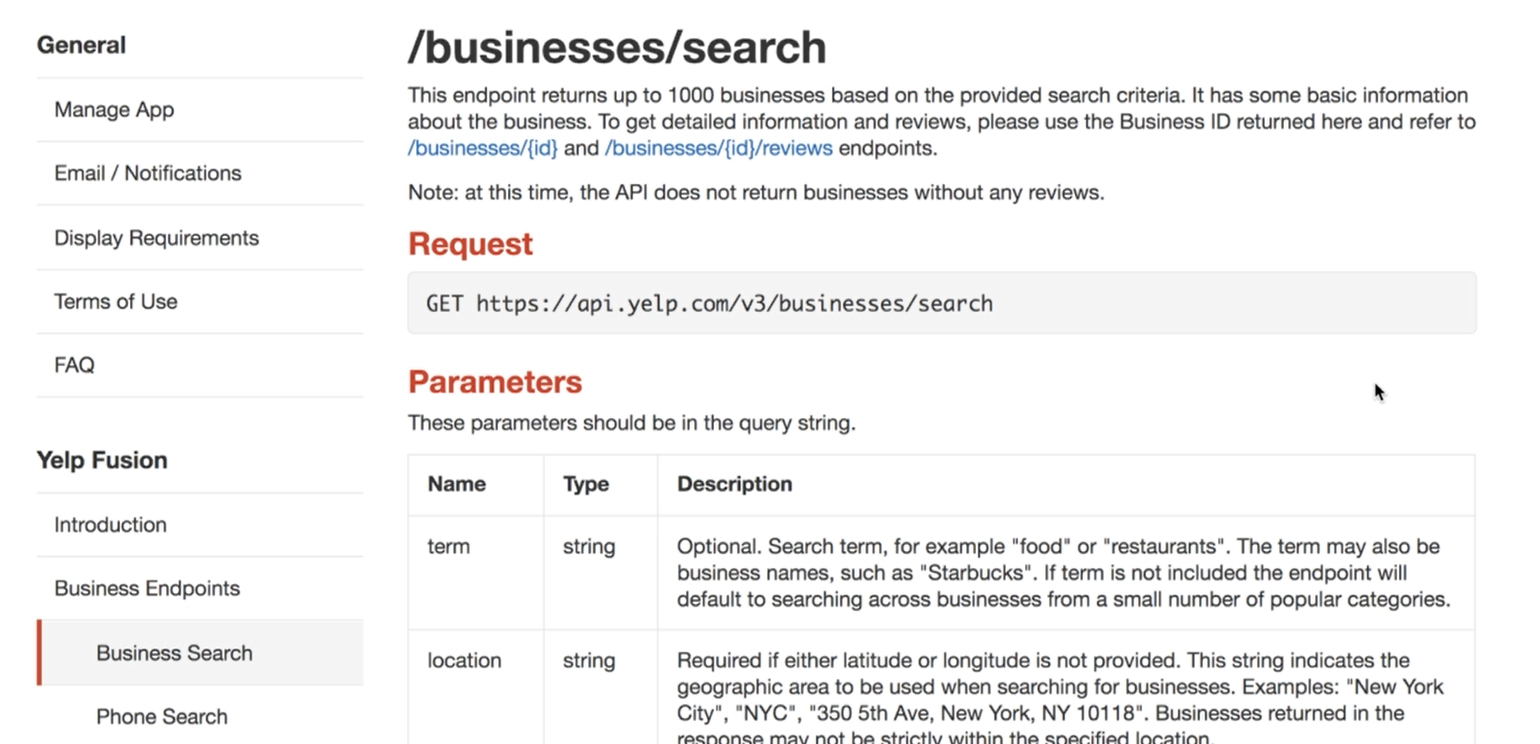 General
Manage App
Email / Notifications
Display Requirements
Terms of Use
FAQ
Yelp Fusion
Introduction
Business Endpoints
Business Search
Phone Search
/businesses/search
This endpoint returns up to 1000 businesses based on the provided search criteria. It has some basic information
about the business. To get detailed information and reviews, please use the Business ID returned here and refer to
/businesses/{id} and /businesses/{id}/reviews endpoints.
Note: at this time, the API does not return businesses without any reviews.
Request
GET https://api.yelp.com/v3/businesses/search
Parameters
These parameters should be in the query string.
Name Type Description
term string Optional. Search term, for example "food" or "restaurants". The term may also be
business names, such as "Starbucks". If term is not included the endpoint will
default to searching across businesses from a small number of popular categories.
location string Required if either latitude or longitude is not provided. This string indicates the
geographic area to be used when searching for businesses. Examples: "New York
City", "NYC", "350 5th Ave, New York, NY 10118". Businesses returned in the
response may not be strictly within the specified location.